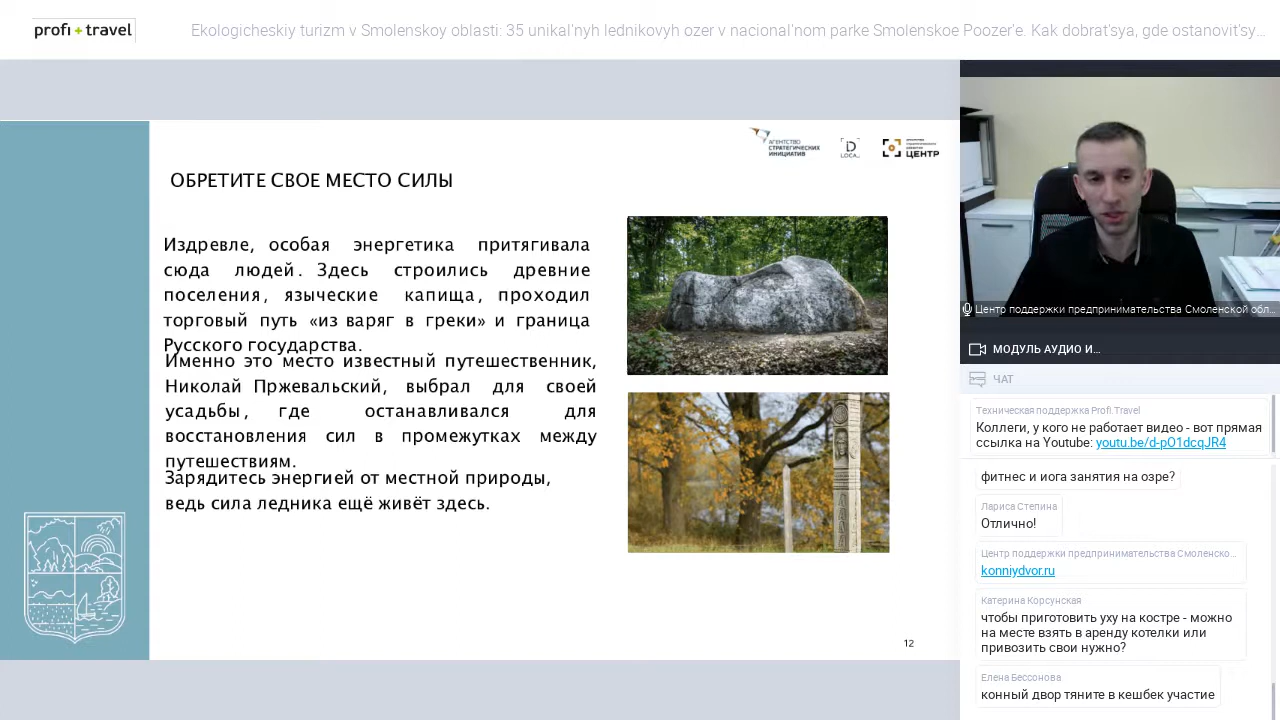 profi + travel
Ekologicheskiy turizm v Smolenskoy oblasti: 35 unikal'nyh lednikovyh ozer v nacional'nom parke Smolenskoe Poozer'e. Kak dobrat'sya, gde ostanovit'sy...
АГЕНТСТВО
СТРАТЕГИЧЕСКИХ
ИНИЦИАТИВ
D
LOCA
ЦЕНТР
ОБРЕТИТЕ СВОЕ МЕСТО СИЛЫ
Издревле, особая энергетика притягивала
сюда людей. Здесь строились древние
поселения, языческие капища, проходил
торговый путь «из варяг в греки» и граница
Русского государства.
Именно это место известный путешественник,
Николай Пржевальский, выбрал для своей
усадьбы, где останавливался для
восстановления сил в промежутках между
путешествиям.
Зарядитесь энергией от местной природы,
ведь сила ледника ещё живёт здесь.
12
Центр поддержки предпринимательства Смоленской обл...
МОДУЛЬ АУДИО И...
ЧАТ
Техническая поддержка Profi.Travel
Коллеги, у кого не работает видео - вот прямая
ссылка на Youtube: youtu.be/d-pO1dcqJR4
фитнес и иога занятия на озре?
Лариса Степина
Отлично!
Центр поддержки предпринимательства Смоленско...
konniydvor.ru
Катерина Корсунская
чтобы приготовить уху на костре - можно
на месте взять в аренду котелки или
привозить свои нужно?
Елена Бессонова
конный двор тяните в кешбек участие